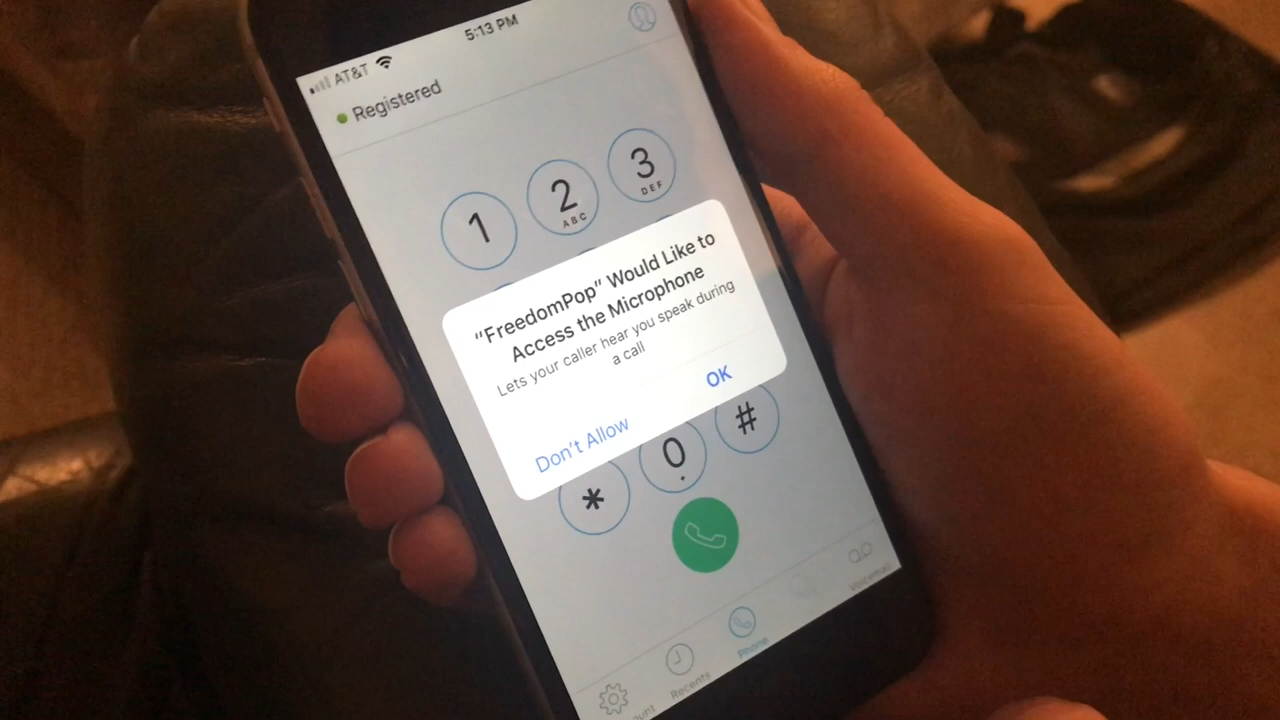 5:13 PM
AT&T
Registered
1
2
ABC
3
DEF
"FreedomPop" Would Like to
Access the Microphone
Lets your caller hear you speak during
a call
Don't Allow
OK
*
0
#
Recents
Phone
Voicemail